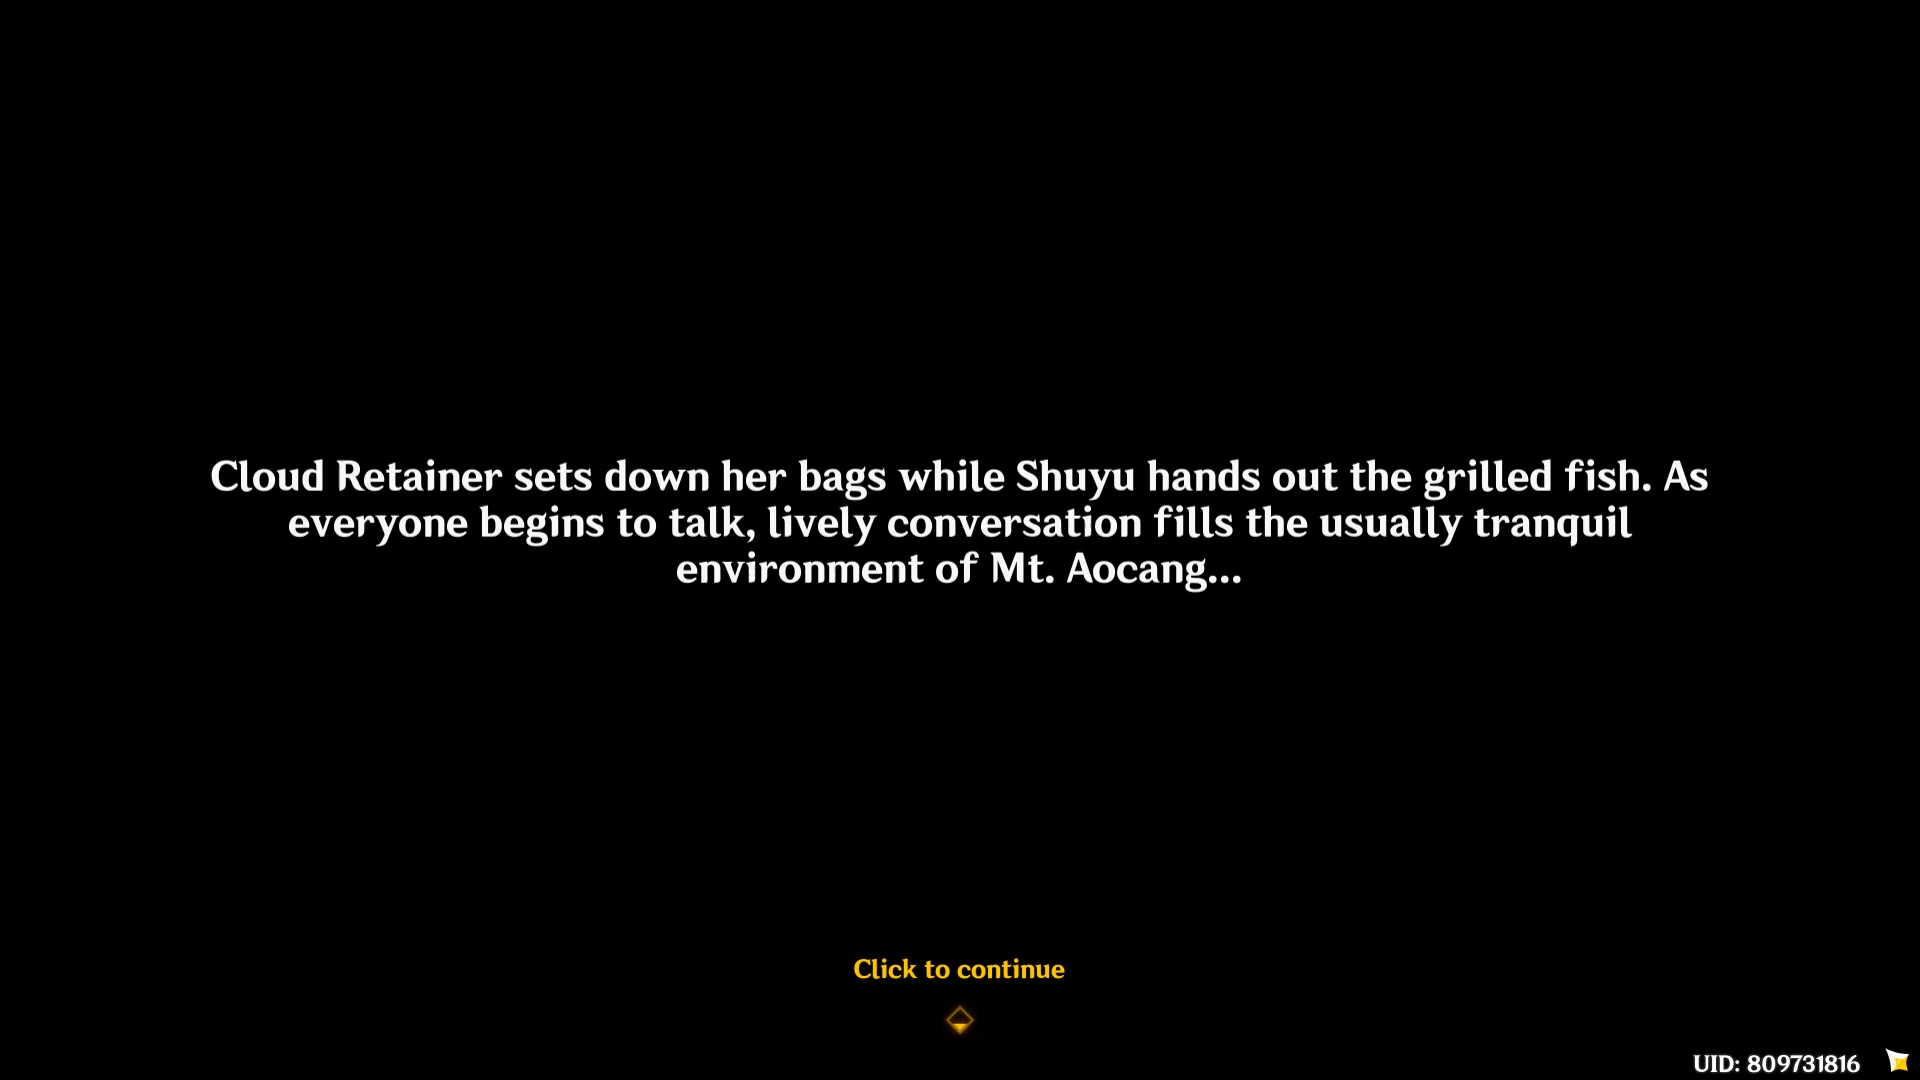 Cloud Retainer sets down her bags while Shuyu hands out the grilled fish. As
everyone begins to talk, lively conversation fills the usually tranquil
environment of Mt. Aocang...
Click to continue
UID: 809731816